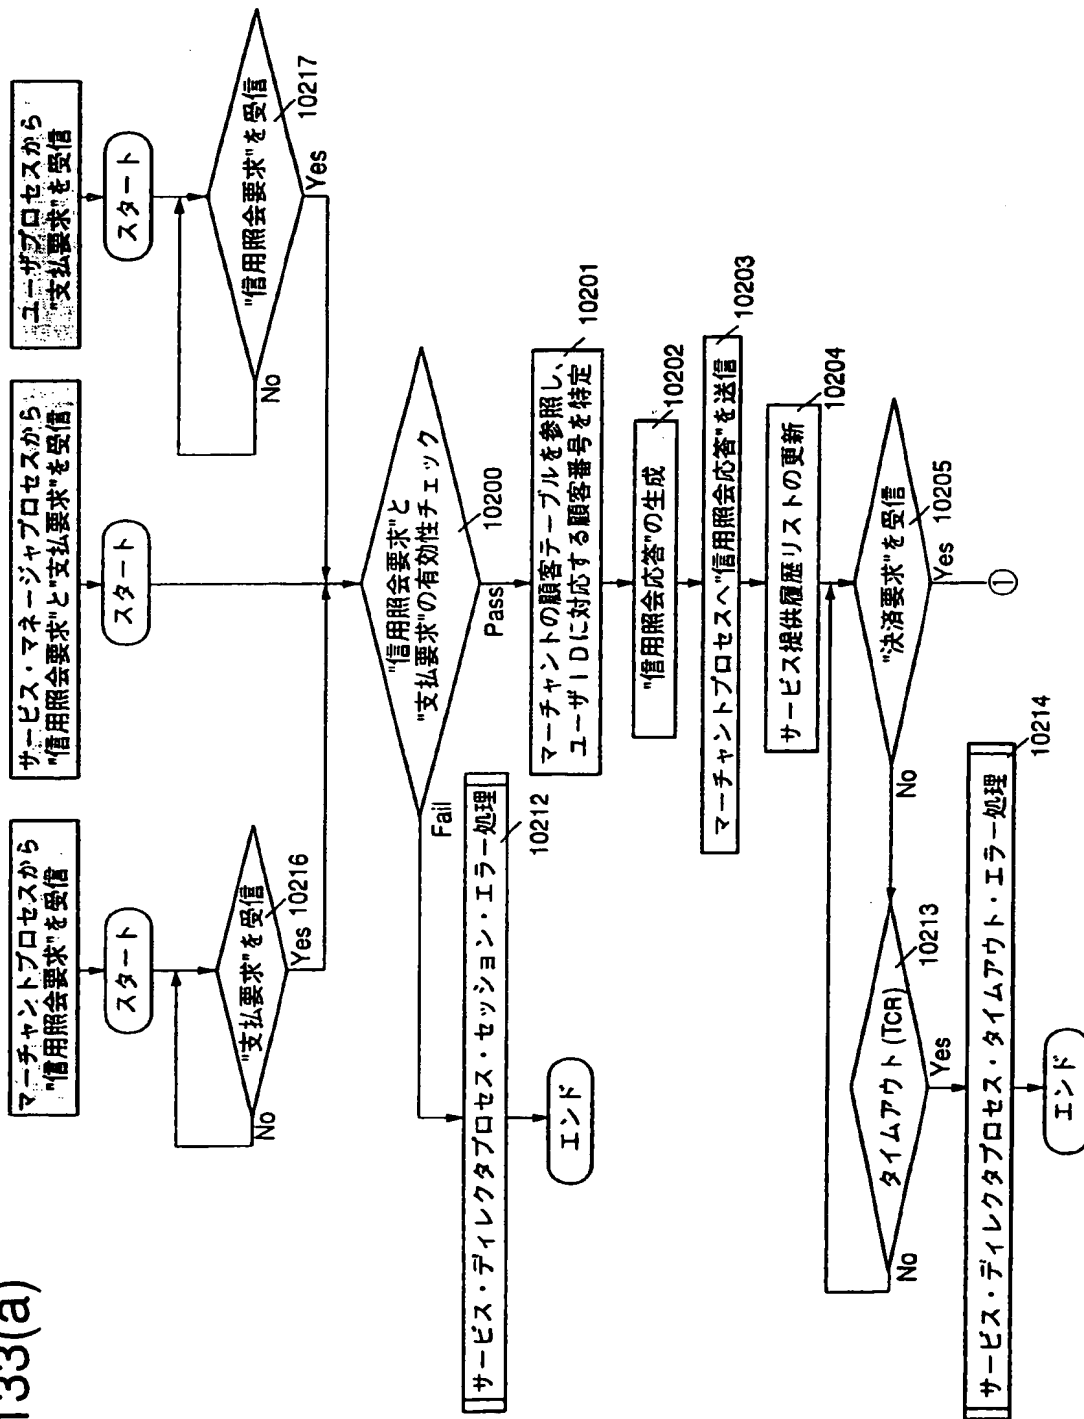 133(a)
マーチャントプロセスから
"信用照会要求"を受信
スタート
"支払要求"を受信
10216
No
Yes
サービス・マネージャプロセスから
"信用照会要求"と"支払要求"を受信
スタート
ユーザプロセスから
"支払要求"を受信
スタート
"信用照会要求"を受信
10217
No
Yes
"信用照会要求"と
"支払要求"の有効性チェック
10200
Fail
Pass
サービス・ディレクタプロセス・セッション・エラー処理
10212
エンド
マーチャントの顧客テーブルを参照し、
ユーザIDに対応する顧客番号を特定
10201
"信用照会応答"の生成
10202
マーチャントプロセスへ"信用照会応答"を送信
10203
サービス提供履歴リストの更新
10204
"決済要求"を受信
10205
No
Yes
①
タイムアウト(TCR)
10213
No
Yes
サービス・ディレクタプロセス・タイムアウト・エラー処理
10214
エンド